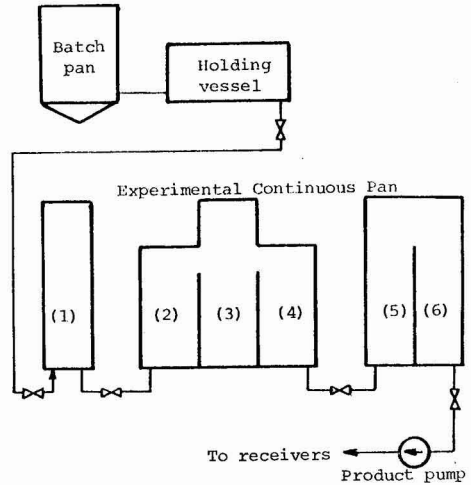 Batch
pan
Holding
vessel
Experimental Continuous Pan
(1)
(2)
(3)
(4)
(5)
(6)
To receivers
Product pump